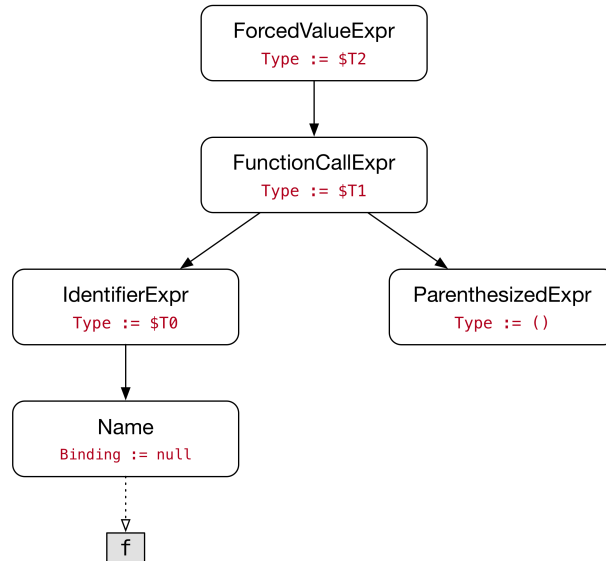 ForcedValueExpr
Type := $T2
FunctionCallExpr
Type := $T1
IdentifierExpr
Type := $T0
ParenthesizedExpr
Type := ()
Name
Binding := null
f